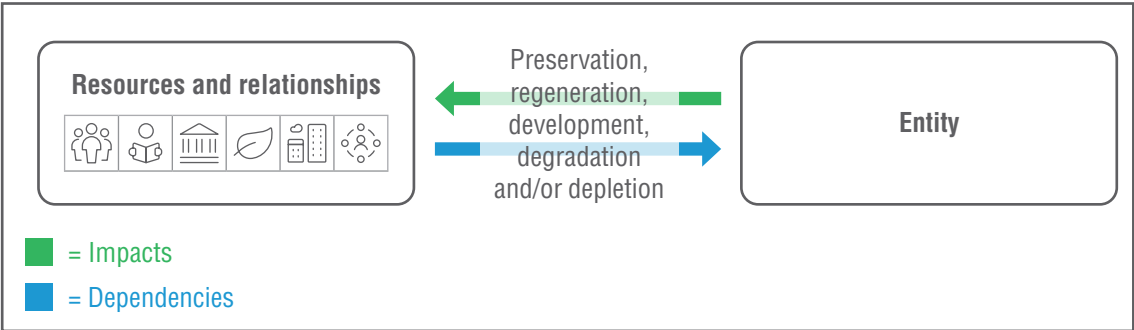 Resources and relationships
Preservation,
regeneration,
development,
degradation
and/or depletion
Entity
= Impacts
= Dependencies